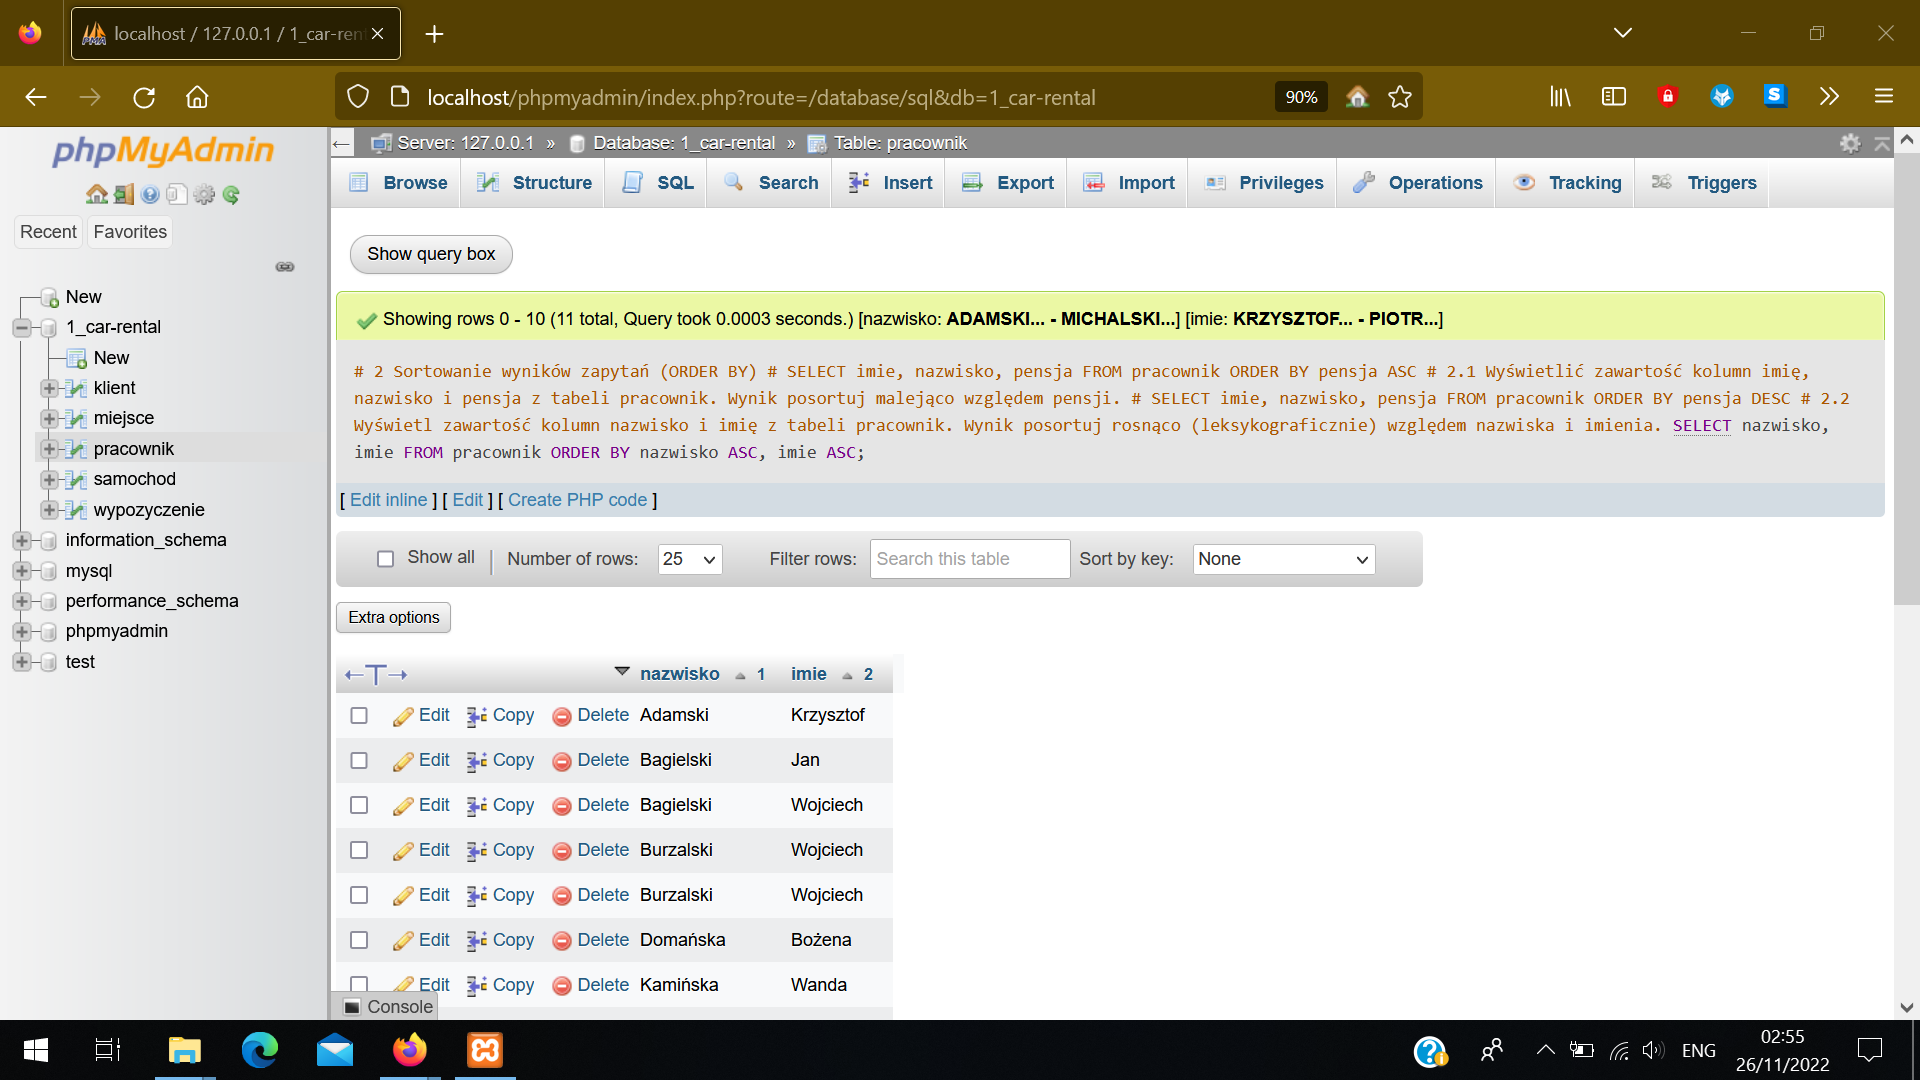 localhost / 127.0.0.1 / 1_car-ren
localhost/phpmyadmin/index.php?route=/database/sql&db=1_car-rental
90%
phpMyAdmin
Recent
Favorites
New
1_car-rental
New
klient
miejsce
pracownik
samochod
wypozyczenie
information_schema
mysql
performance_schema
phpmyadmin
test
Server: 127.0.0.1 » Database: 1_car-rental » Table: pracownik
Browse Structure SQL Search Insert Export Import Privileges Operations Tracking Triggers
Show query box
Showing rows 0 - 10 (11 total, Query took 0.0003 seconds.) [nazwisko: ADAMSKI... - MICHALSKI...] [imie: KRZYSZTOF... - PIOTR...]
# 2 Sortowanie wyników zapytań (ORDER BY) # SELECT imie, nazwisko, pensja FROM pracownik ORDER BY pensja ASC # 2.1 Wyświetlić zawartość kolumn imię,
nazwisko i pensja z tabeli pracownik. Wynik posortuj malejąco względem pensji. # SELECT imie, nazwisko, pensja FROM pracownik ORDER BY pensja DESC # 2.2
Wyświetl zawartość kolumn nazwisko i imię z tabeli pracownik. Wynik posortuj rosnąco (leksykograficznie) względem nazwiska i imienia. SELECT nazwisko,
imie FROM pracownik ORDER BY nazwisko ASC, imie ASC;
[ Edit inline ] [ Edit ] [ Create PHP code ]
Show all | Number of rows: 25 Filter rows: Search this table Sort by key: None
Extra options
nazwisko 1 imie 2
Edit Copy Delete Adamski Krzysztof
Edit Copy Delete Bagielski Jan
Edit Copy Delete Bagielski Wojciech
Edit Copy Delete Burzalski Wojciech
Edit Copy Delete Burzalski Wojciech
Edit Copy Delete Domańska Bożena
Edit Copy Delete Kamińska Wanda
Console
ENG
02:55
26/11/2022